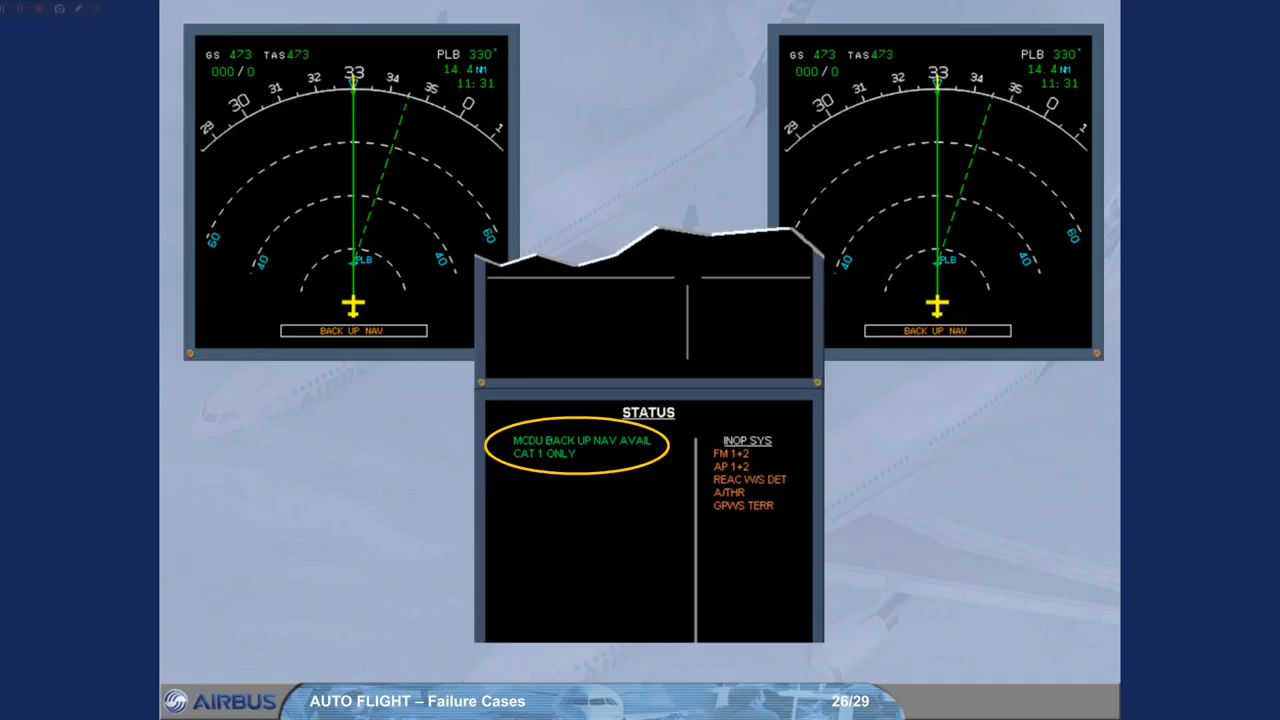 GS 473 TAS473
000 / 0
PLB 330°
14.4 NM
11:31
29 30 31 32 33 34 35 0 1
60 60
40 40
PLB
BACK UP NAV
GS 473 TAS473
000 / 0
PLB 330°
14.4 NM
11:31
29 30 31 32 33 34 35 0 1
60
40 40
PLB
BACK UP NAV
STATUS
MCDU BACK UP NAV AVAIL
CAT 1 ONLY
INOP SYS
FM 1+2
AP 1+2
REAC W/S DET
A/THR
GPWS TERR
AIRBUS
AUTO FLIGHT – Failure Cases
26/29